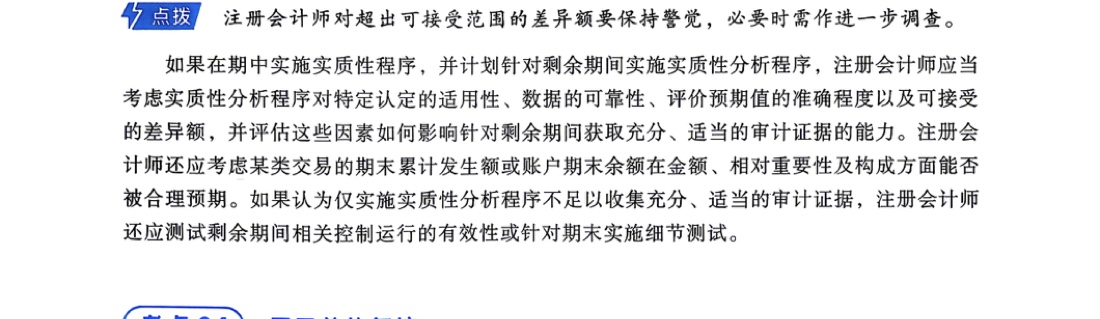 点拨 注册会计师对超出可接受范围的差异额要保持警觉，必要时需作进一步调查。
如果在期中实施实质性程序，并计划针对剩余期间实施实质性分析程序，注册会计师应当
考虑实质性分析程序对特定认定的适用性、数据的可靠性、评价预期值的准确程度以及可接受
的差异额，并评估这些因素如何影响针对剩余期间获取充分、适当的审计证据的能力。注册会
计师还应考虑某类交易的期末累计发生额或账户期末余额在金额、相对重要性及构成方面能否
被合理预期。如果认为仅实施实质性分析程序不足以收集充分、适当的审计证据，注册会计师
还应测试剩余期间相关控制运行的有效性或针对期末实施细节测试。